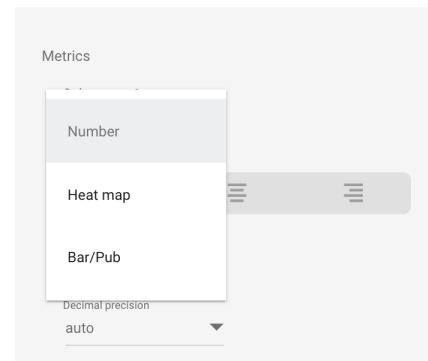 Metrics
Number
Heat map
Bar/Pub
Decimal precision
auto